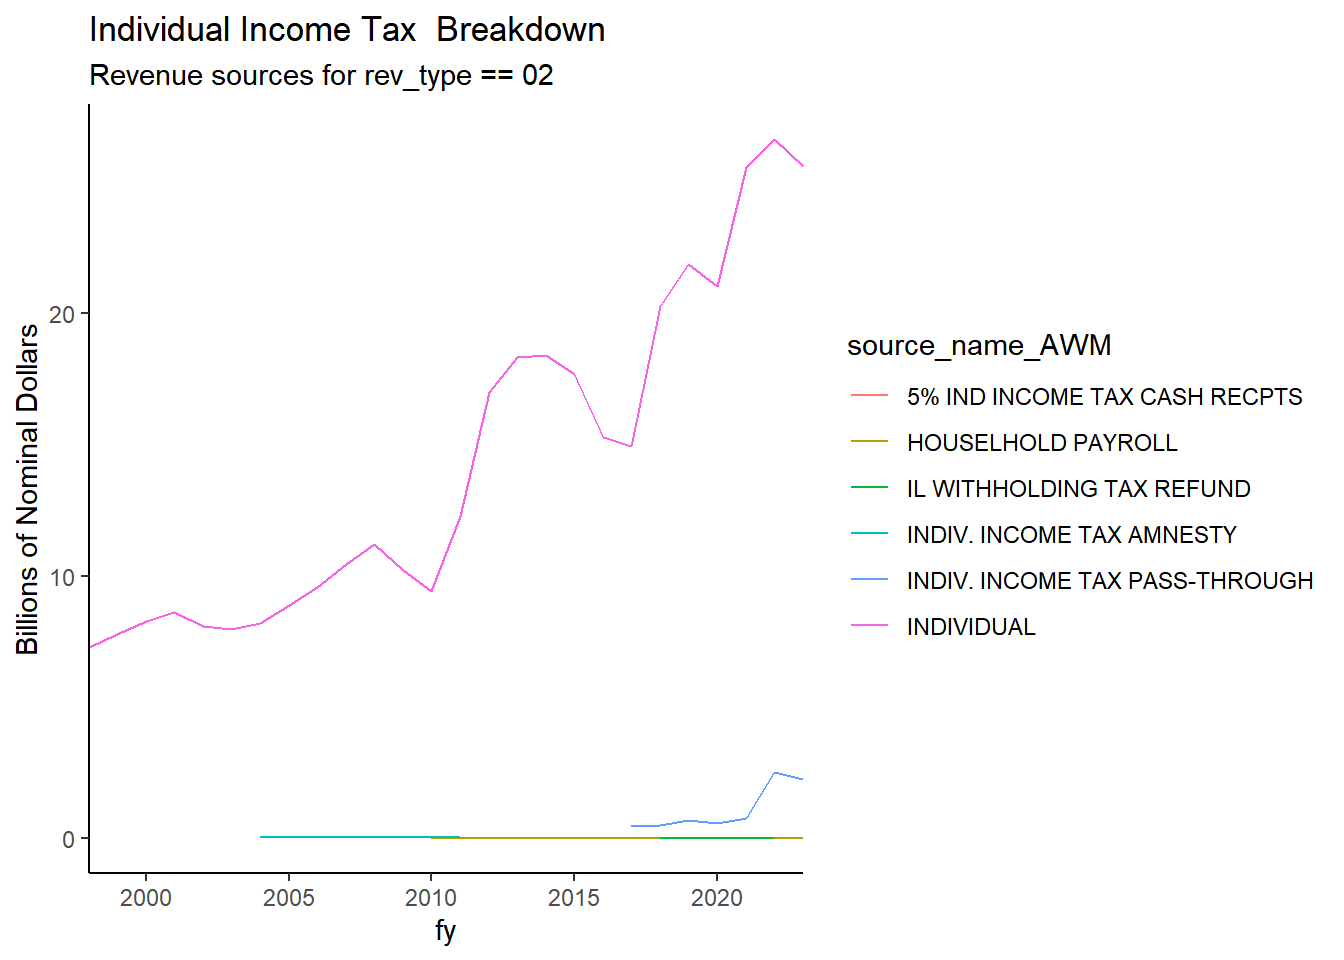 Individual Income Tax  Breakdown
Revenue sources for rev_type == 02
Billions of Nominal Dollars
20
10
0
2000 2005 2010 2015 2020
fy
source_name_AWM
5% IND INCOME TAX CASH RECPTS
HOUSELHOLD PAYROLL
IL WITHHOLDING TAX REFUND
INDIV. INCOME TAX AMNESTY
INDIV. INCOME TAX PASS-THROUGH
INDIVIDUAL